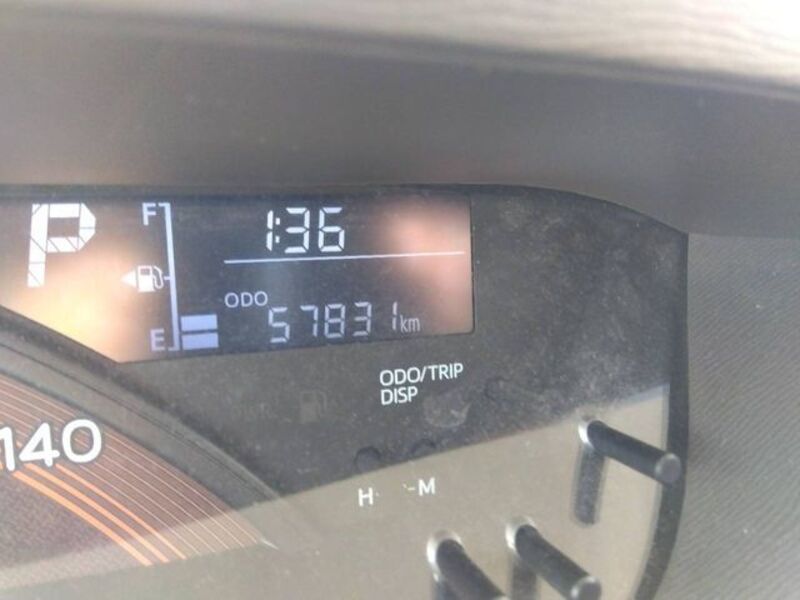 P
F
1:36
ODO
57831 km
E
ODO/TRIP
DISP
140
H
M